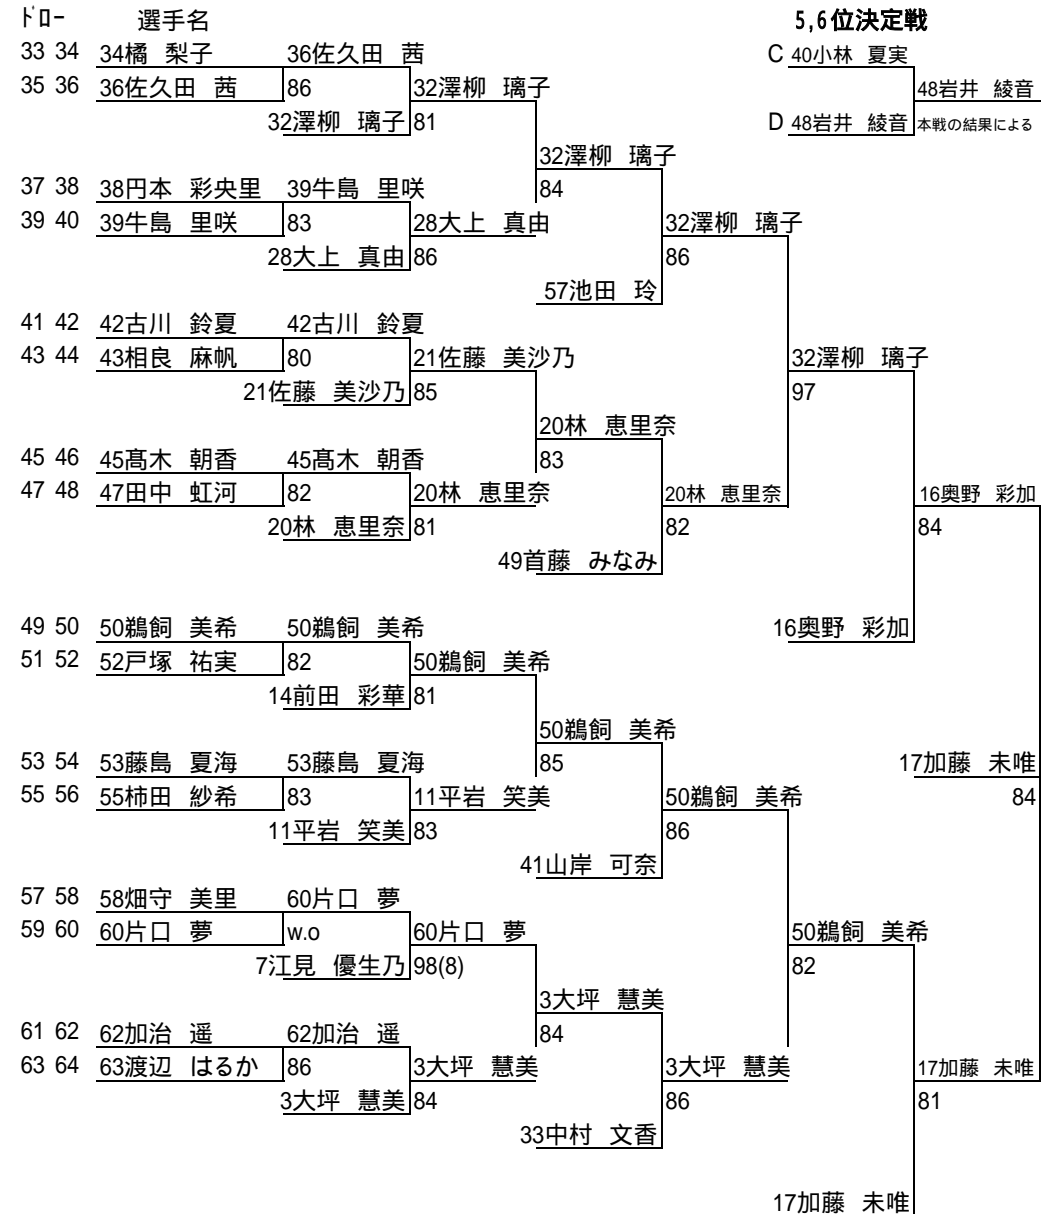 ﾄﾞﾛｰ 選手名 5,6位決定戦
33 34 34橋 梨子 36佐久田 茜 C 40小林 夏実
35 36 36佐久田 茜 86 32澤柳 璃子 48岩井 綾音
32澤柳 璃子 81 D 48岩井 綾音 本戦の結果による
32澤柳 璃子
37 38 38円本 彩央里 39牛島 里咲 84
39 40 39牛島 里咲 83 28大上 真由 32澤柳 璃子
28大上 真由 86 86
57池田 玲
41 42 42古川 鈴夏 42古川 鈴夏
43 44 43相良 麻帆 80 21佐藤 美沙乃 32澤柳 璃子
21佐藤 美沙乃 85 97
20林 恵里奈
45 46 45髙木 朝香 45髙木 朝香 83
47 48 47田中 虹河 82 20林 恵里奈 20林 恵里奈 16奥野 彩加
20林 恵里奈 81 82 84
49首藤 みなみ
49 50 50鵜飼 美希 50鵜飼 美希 16奥野 彩加
51 52 52戸塚 祐実 82 50鵜飼 美希
14前田 彩華 81
50鵜飼 美希
53 54 53藤島 夏海 53藤島 夏海 85 17加藤 未唯
55 56 55柿田 紗希 83 11平岩 笑美 50鵜飼 美希 84
11平岩 笑美 83 86
41山岸 可奈
57 58 58畑守 美里 60片口 夢
59 60 60片口 夢 w.o 60片口 夢 50鵜飼 美希
7江見 優生乃 98(8) 82
3大坪 慧美
61 62 62加治 遥 62加治 遥 84
63 64 63渡辺 はるか 86 3大坪 慧美 3大坪 慧美 17加藤 未唯
3大坪 慧美 84 86 81
33中村 文香
17加藤 未唯